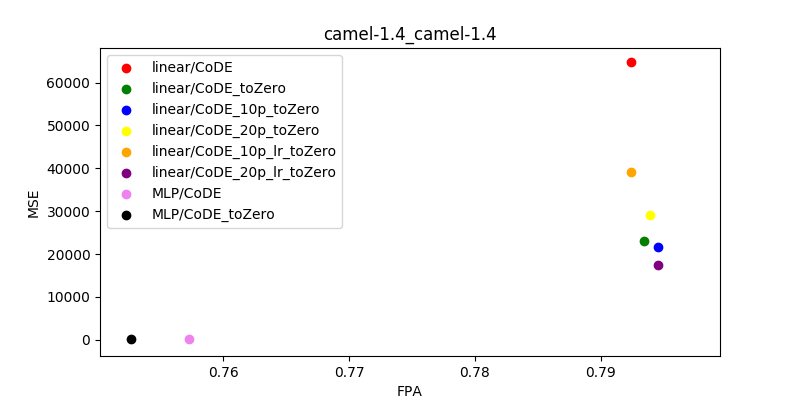 camel-1.4_camel-1.4
linear/CoDE
linear/CoDE_toZero
linear/CoDE_10p_toZero
linear/CoDE_20p_toZero
linear/CoDE_10p_lr_toZero
linear/CoDE_20p_lr_toZero
MLP/CoDE
MLP/CoDE_toZero
MSE
60000
50000
40000
30000
20000
10000
0
0.76 0.77 0.78 0.79
FPA